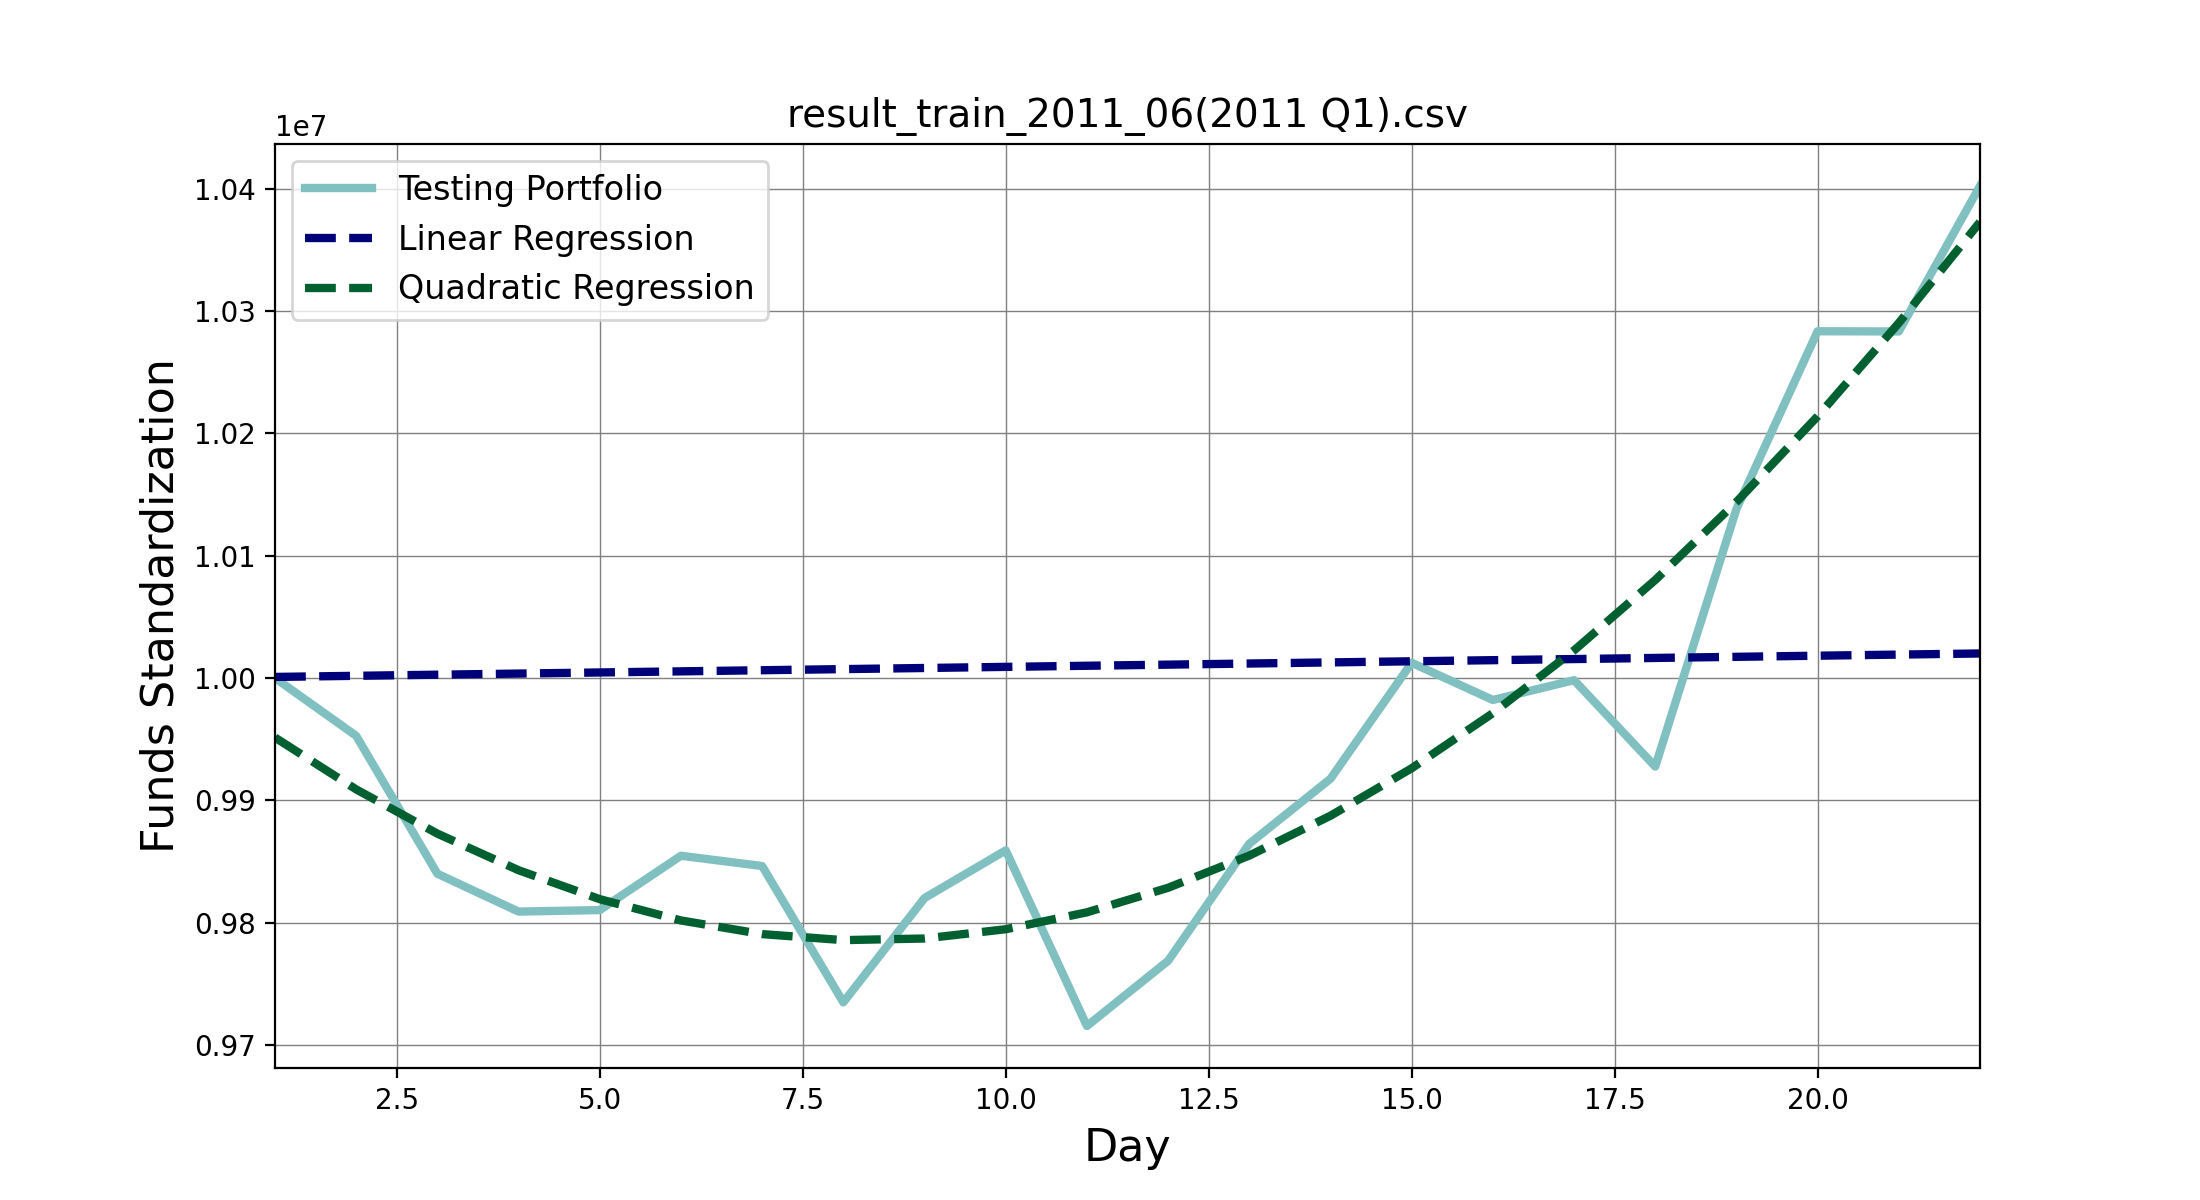 result_train_2011_06(2011 Q1).csv
1e7
Testing Portfolio
Linear Regression
Quadratic Regression
1.04
1.03
1.02
1.01
1.00
0.99
0.98
0.97
Funds Standardization
2.5 5.0 7.5 10.0 12.5 15.0 17.5 20.0
Day